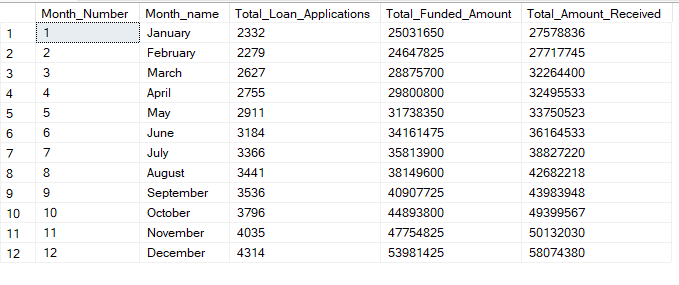 Month_Number Month_name Total_Loan_Applications Total_Funded_Amount Total_Amount_Received
1 1 January 2332 25031650 27578836
2 2 February 2279 24647825 27717745
3 3 March 2627 28875700 32264400
4 4 April 2755 29800800 32495533
5 5 May 2911 31738350 33750523
6 6 June 3184 34161475 36164533
7 7 July 3366 35813900 38827220
8 8 August 3441 38149600 42682218
9 9 September 3536 40907725 43983948
10 10 October 3796 44893800 49399567
11 11 November 4035 47754825 50132030
12 12 December 4314 53981425 58074380